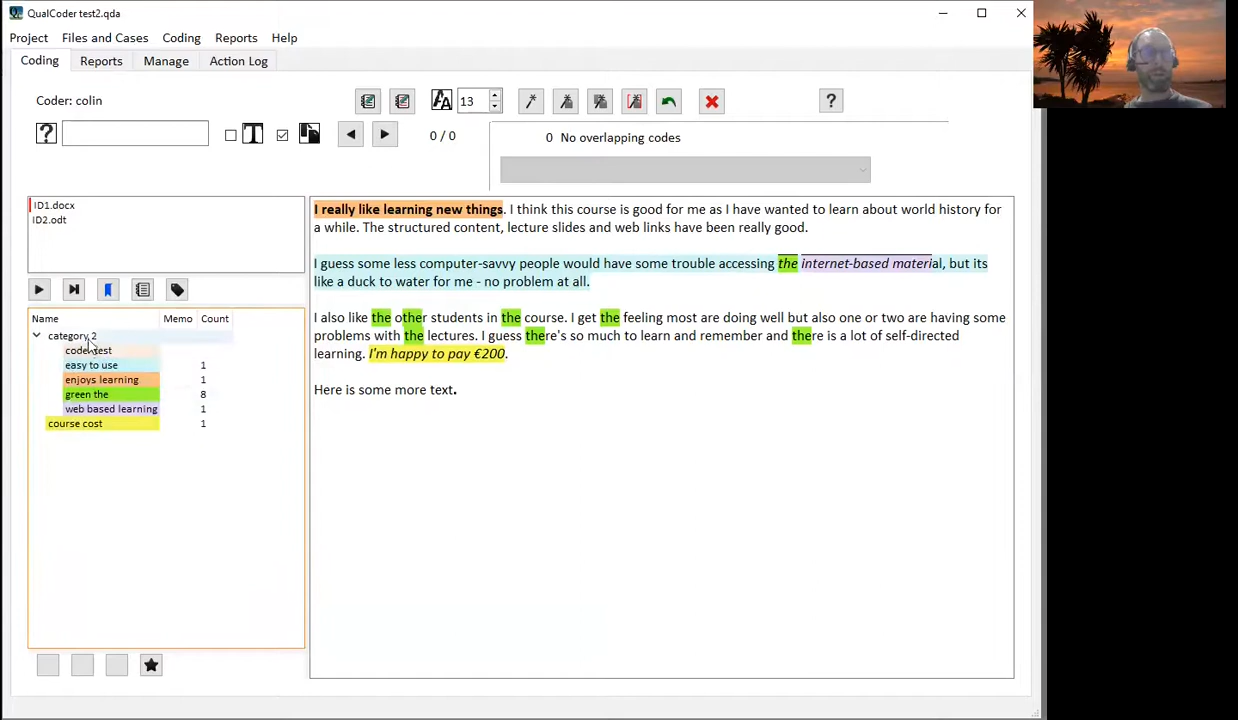 QualCoder test2.qda
Project Files and Cases Coding Reports Help
Coding Reports Manage Action Log
Coder: colin
13
?
?
0 / 0
0 No overlapping codes
ID1.docx
ID2.odt
Name Memo Count
category 2
easy to use 1
enjoys learning 1
green the 8
web based learning 1
course cost 1
I really like learning new things. I think this course is good for me as I have wanted to learn about world history for
a while. The structured content, lecture slides and web links have been really good.
I guess some less computer-savvy people would have some trouble accessing the internet-based material, but its
like a duck to water for me - no problem at all.
I also like the other students in the course. I get the feeling most are doing well but also one or two are having some
problems with the lectures. I guess there's so much to learn and remember and there is a lot of self-directed
learning. I'm happy to pay €200.
Here is some more text.